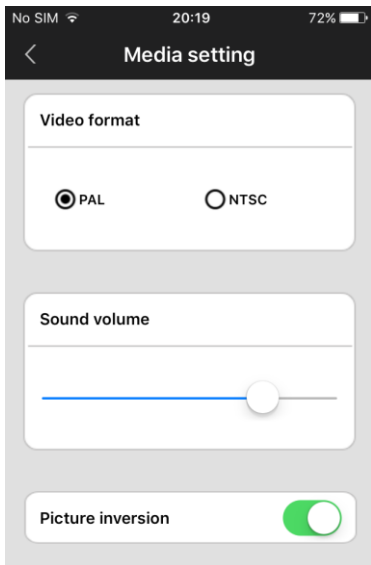 No SIM 20:19 72%
Media setting
Video format
PAL NTSC
Sound volume
Picture inversion